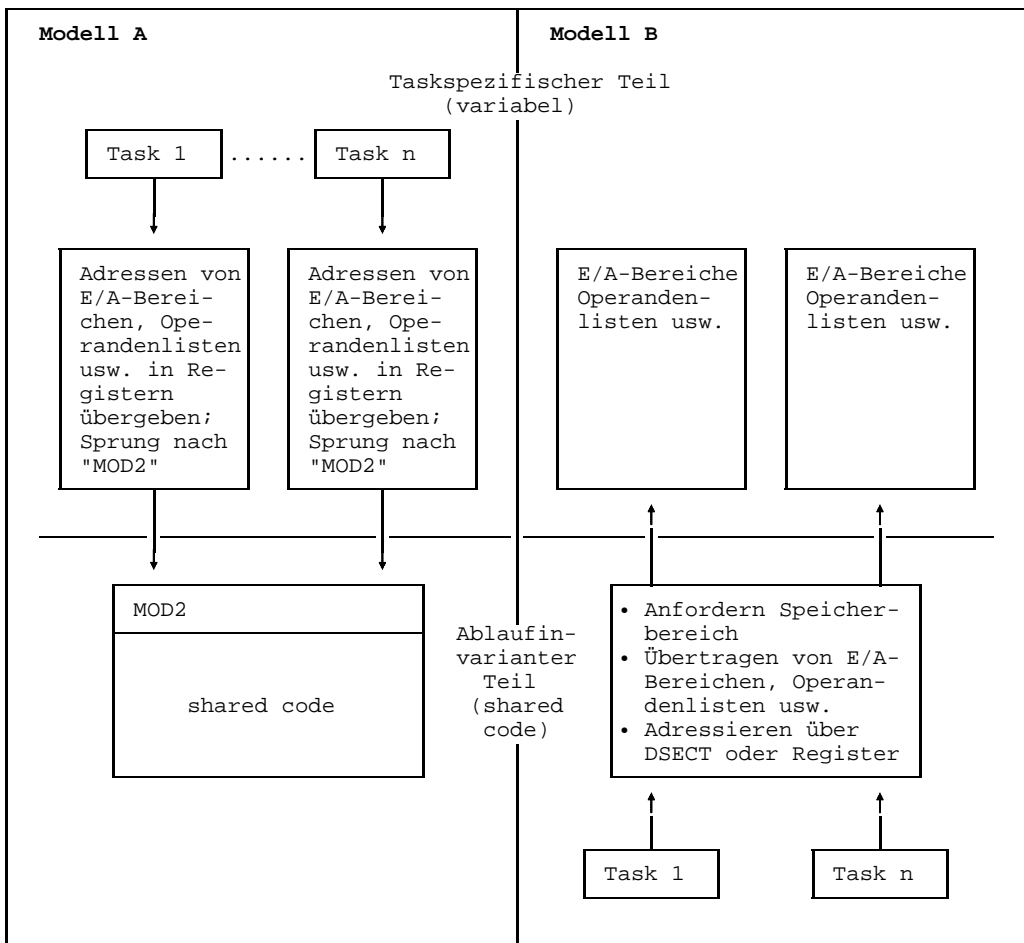 Modell A
Modell B
Taskspezifischer Teil
(variabel)
Task 1
......
Task n
Adressen von
E/A-Berei-
chen, Ope-
randenlisten
usw. in Re-
gistern
übergeben;
Sprung nach
"MOD2"
Adressen von
E/A-Berei-
chen, Ope-
randenlisten
usw. in Re-
gistern
übergeben;
Sprung nach
"MOD2"
E/A-Bereiche
Operanden-
listen usw.
E/A-Bereiche
Operanden-
listen usw.
MOD2
shared code
Ablaufin-
varianter
Teil
(shared
code)
• Anfordern Speicher-
bereich
• Übertragen von E/A-
Bereichen, Operan-
denlisten usw.
• Adressieren über
DSECT oder Register
Task 1
Task n